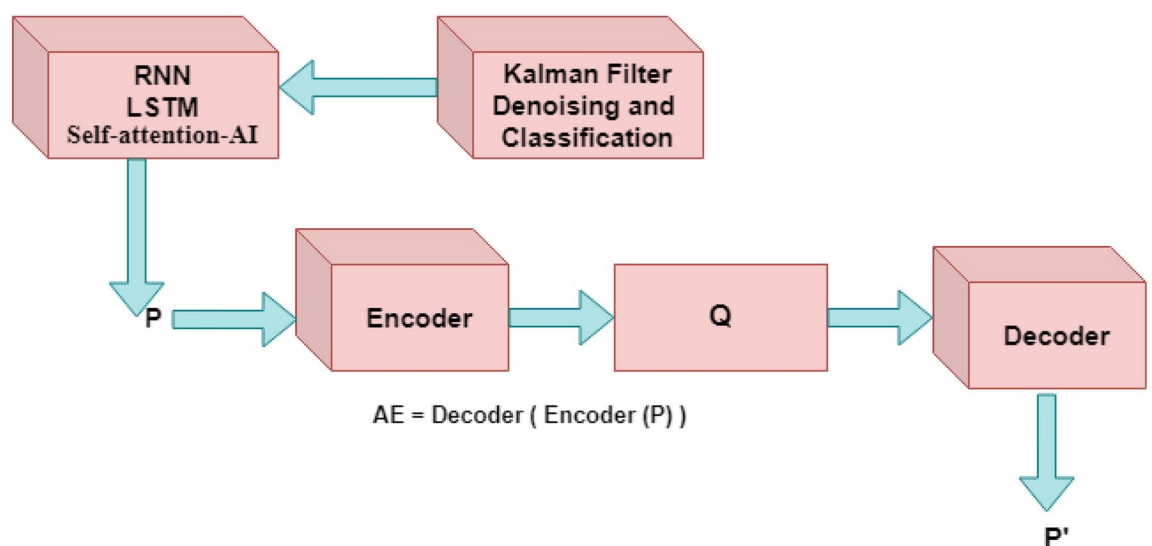 RNN
LSTM
Self-attention-AI
Kalman Filter
Denoising and
Classification
P
Encoder
Q
Decoder
AE = Decoder ( Encoder (P) )
P'